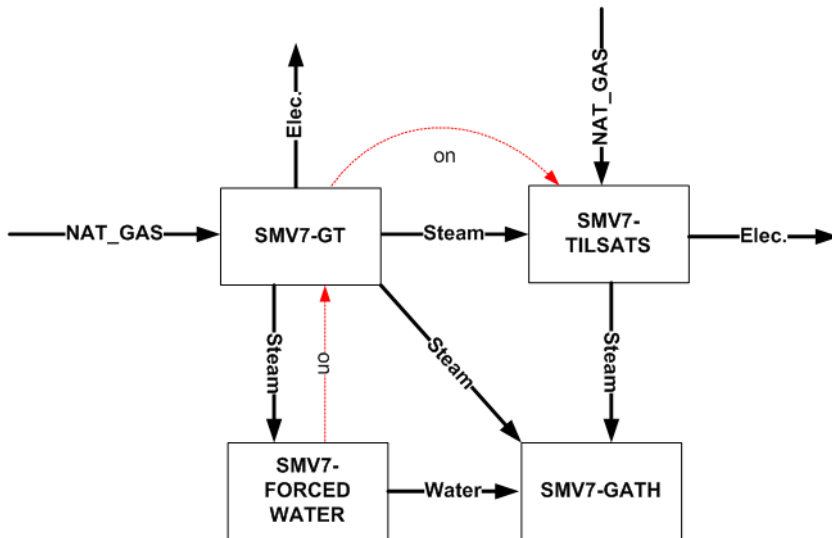 Elec.
NAT_GAS
on
NAT_GAS
SMV7-GT
Steam
SMV7-
TILSATS
Elec.
Steam
on
Steam
Steam
SMV7-
FORCED
WATER
Water
SMV7-GATH